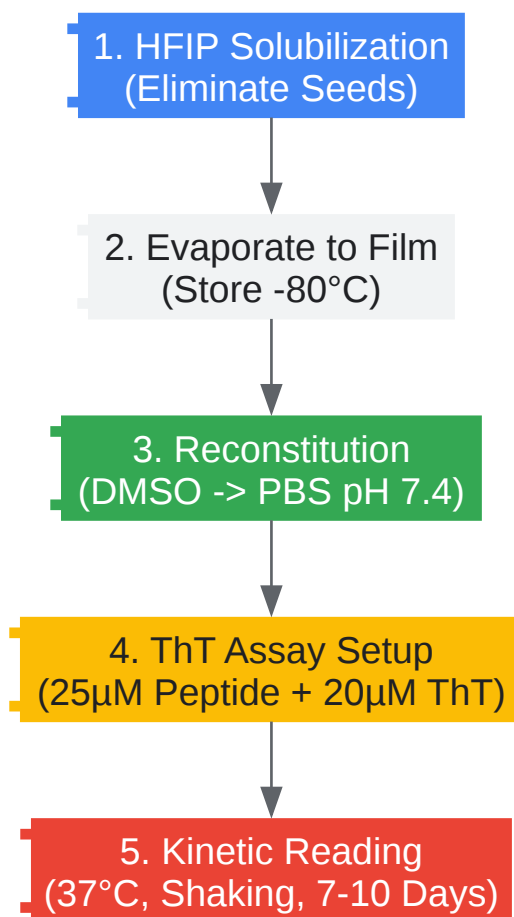 1. HFIP Solubilization
(Eliminate Seeds)
2. Evaporate to Film
(Store -80°C)
3. Reconstitution
(DMSO -> PBS pH 7.4)
4. ThT Assay Setup
(25µM Peptide + 20µM ThT)
5. Kinetic Reading
(37°C, Shaking, 7-10 Days)